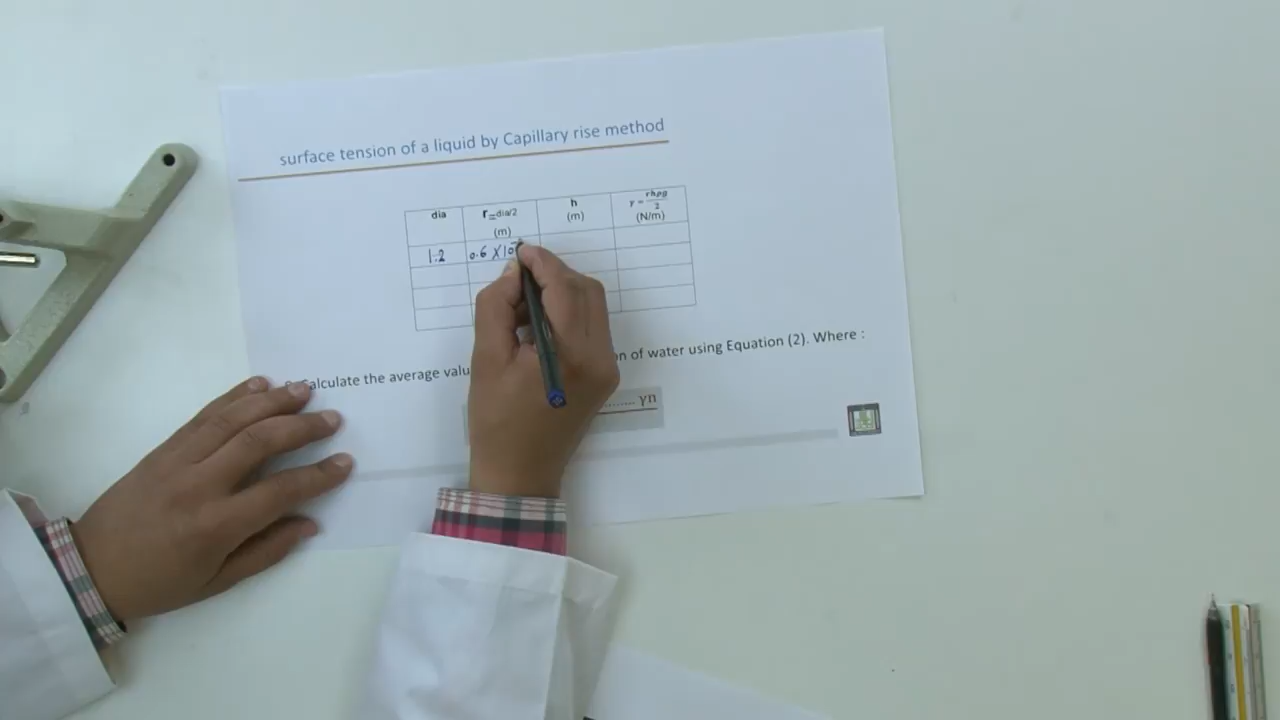 surface tension of a liquid by Capillary rise method
dia r=dia/2 (m) h (m) γ = rhρg/2 (N/m)
1.2 0.6 X10
Calculate the average valu on of water using Equation (2). Where :
........ γn